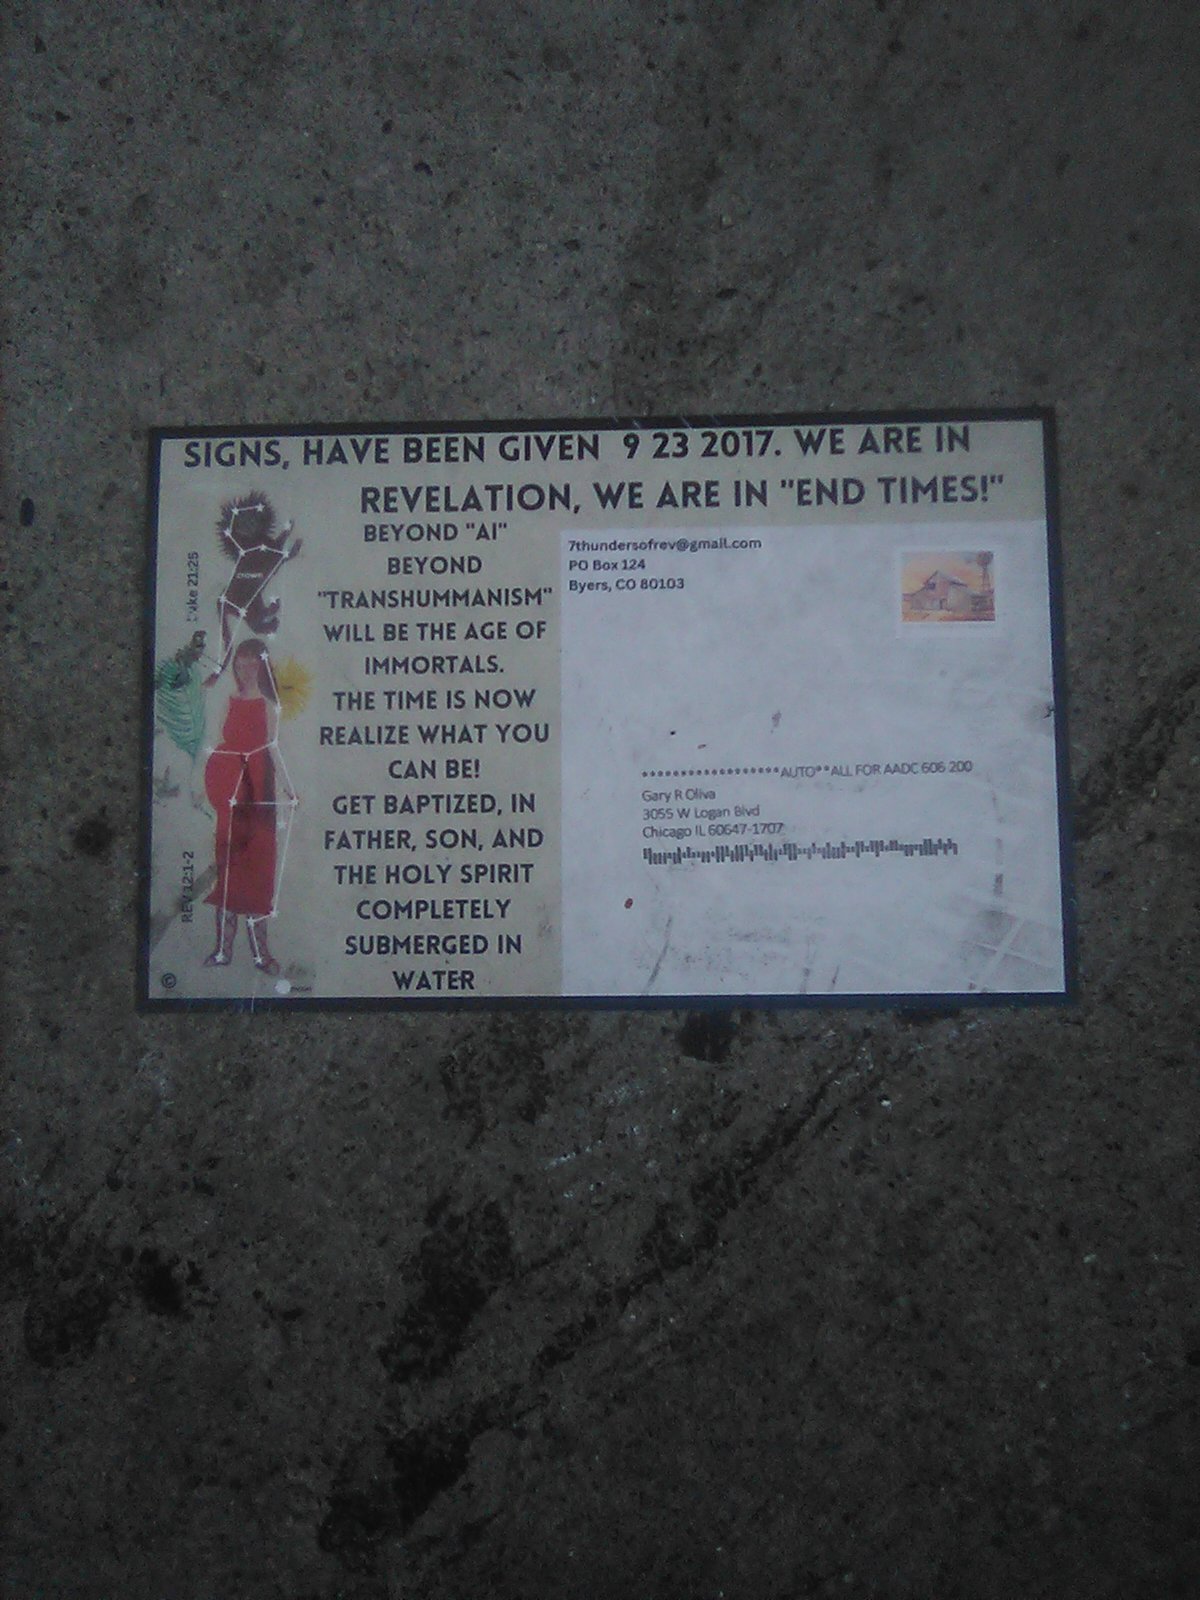 SIGNS, HAVE BEEN GIVEN 9 23 2017. WE ARE IN
REVELATION, WE ARE IN "END TIMES!"
BEYOND "AI"
BEYOND
"TRANSHUMMANISM"
WILL BE THE AGE OF
IMMORTALS.
THE TIME IS NOW
REALIZE WHAT YOU
CAN BE!
GET BAPTIZED, IN
FATHER, SON, AND
THE HOLY SPIRIT
COMPLETELY
SUBMERGED IN
WATER
Luke 21:25
crown
REV 12:1-2
©
moon
7thundersofrev@gmail.com
PO Box 124
Byers, CO 80103
******************AUTO**ALL FOR AADC 606 200
Gary R Oliva
3055 W Logan Blvd
Chicago IL 60647-1707